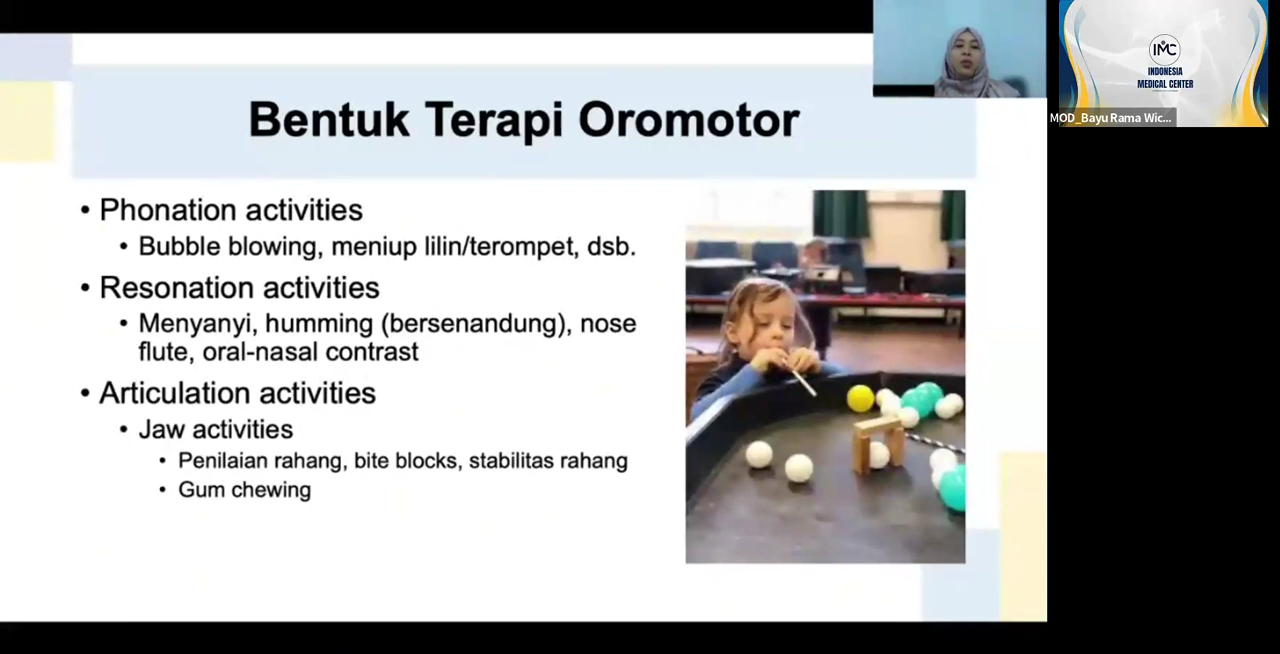 Bentuk Terapi Oromotor
• Phonation activities
• Bubble blowing, meniup lilin/terompet, dsb.
• Resonation activities
• Menyanyi, humming (bersenandung), nose
flute, oral-nasal contrast
• Articulation activities
• Jaw activities
• Penilaian rahang, bite blocks, stabilitas rahang
• Gum chewing
IMC
INDONESIA
MEDICAL CENTER
MOD_Bayu Rama Wic...